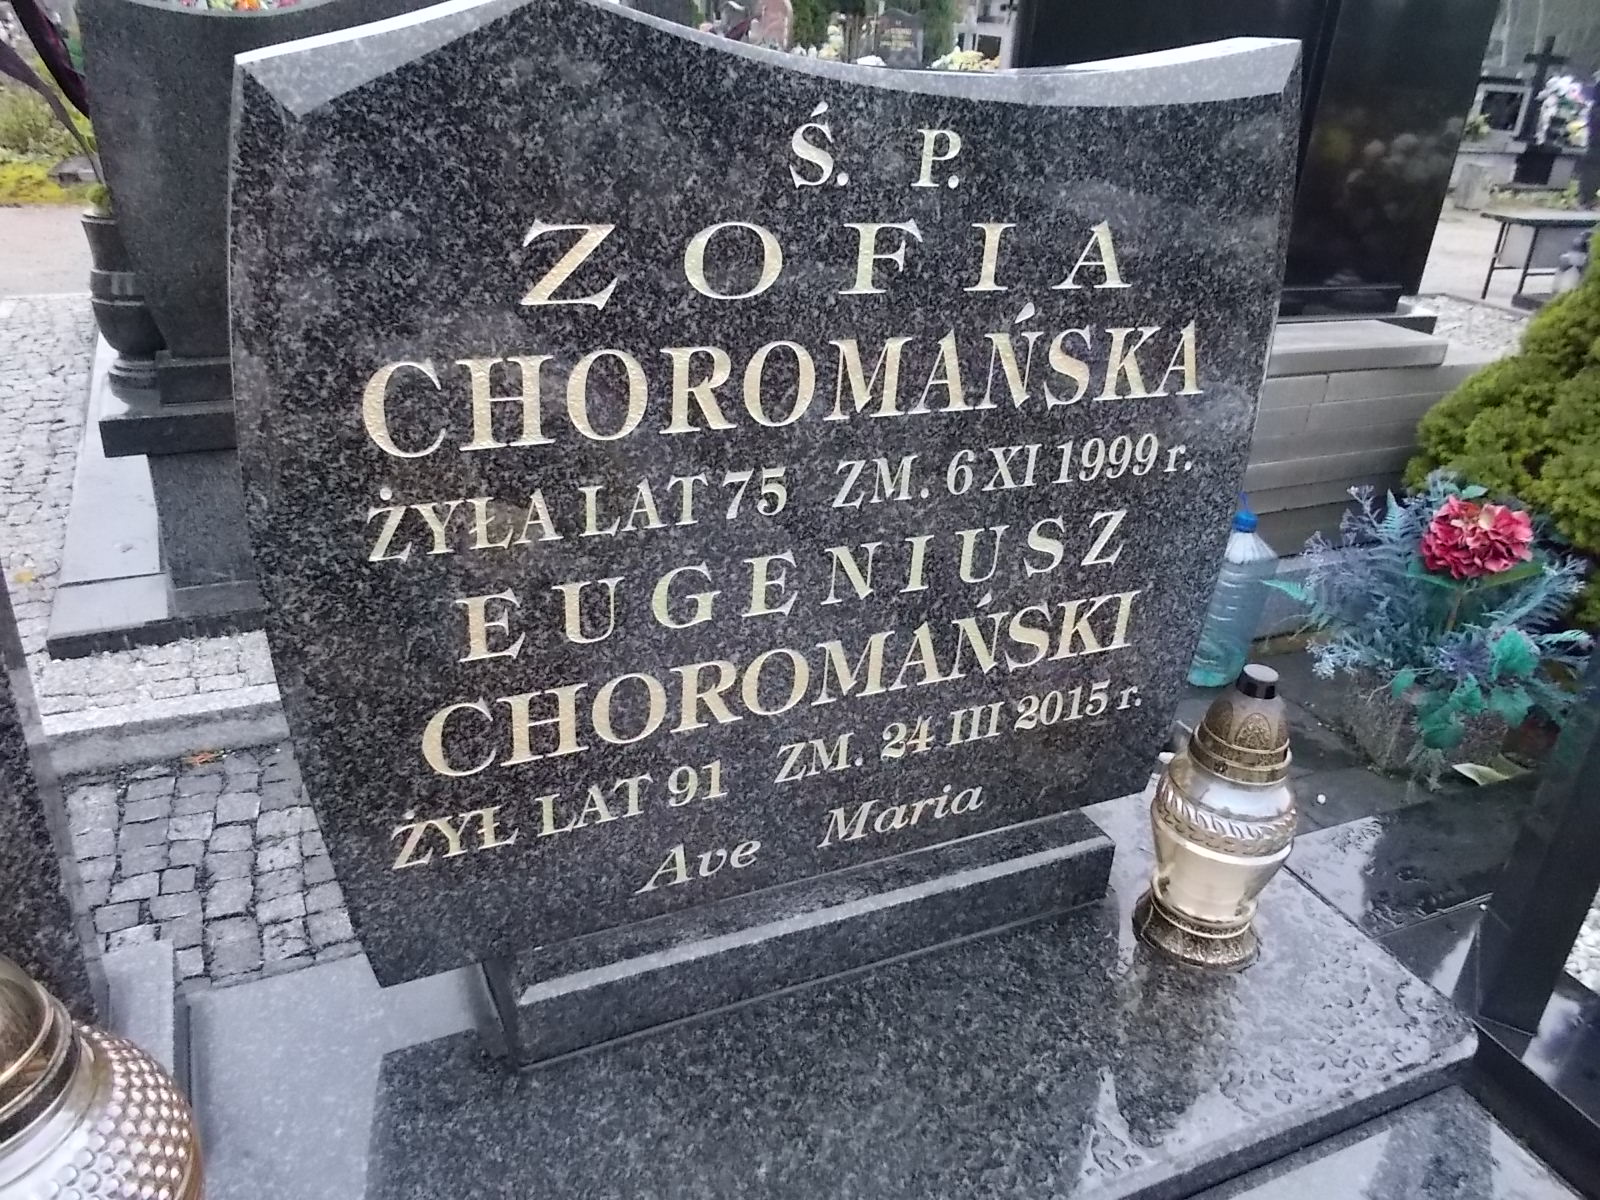 Ś. P.
ZOFIA
CHOROMAŃSKA
ŻYŁA LAT 75 ZM. 6 XI 1999 r.
EUGENIUSZ
CHOROMAŃSKI
ŻYŁ LAT 91 ZM. 24 III 2015 r.
Ave Maria